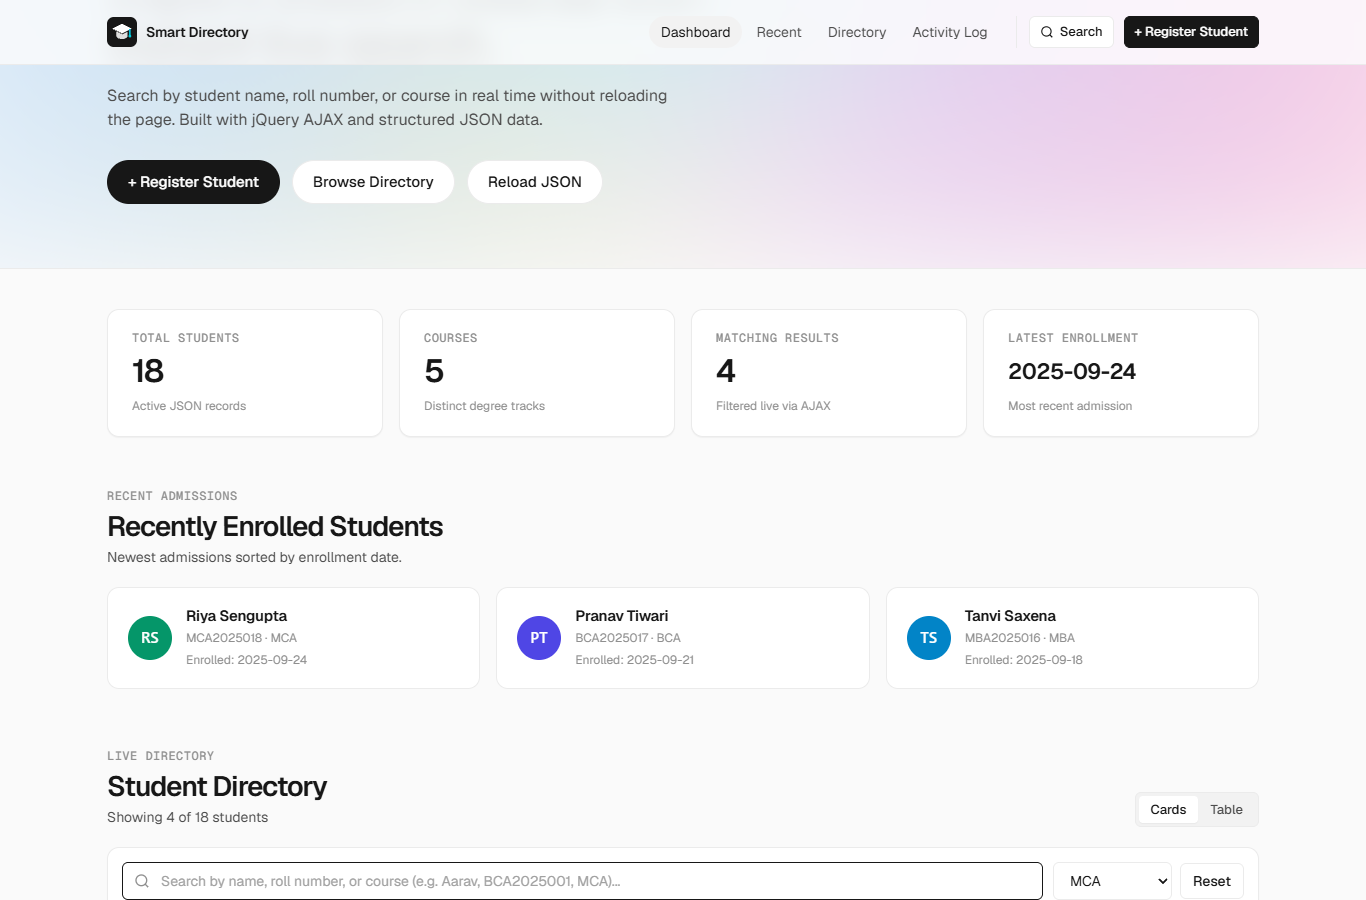 Smart Directory
Dashboard
Recent
Directory
Activity Log
Search
+ Register Student
Search by student name, roll number, or course in real time without reloading
the page. Built with jQuery AJAX and structured JSON data.
+ Register Student
Browse Directory
Reload JSON
TOTAL STUDENTS
18
Active JSON records
COURSES
5
Distinct degree tracks
MATCHING RESULTS
4
Filtered live via AJAX
LATEST ENROLLMENT
2025-09-24
Most recent admission
RECENT ADMISSIONS
Recently Enrolled Students
Newest admissions sorted by enrollment date.
RS
Riya Sengupta
MCA2025018 · MCA
Enrolled: 2025-09-24
PT
Pranav Tiwari
BCA2025017 · BCA
Enrolled: 2025-09-21
TS
Tanvi Saxena
MBA2025016 · MBA
Enrolled: 2025-09-18
LIVE DIRECTORY
Student Directory
Showing 4 of 18 students
Cards
Table
Search by name, roll number, or course (e.g. Aarav, BCA2025001, MCA)...
MCA
Reset